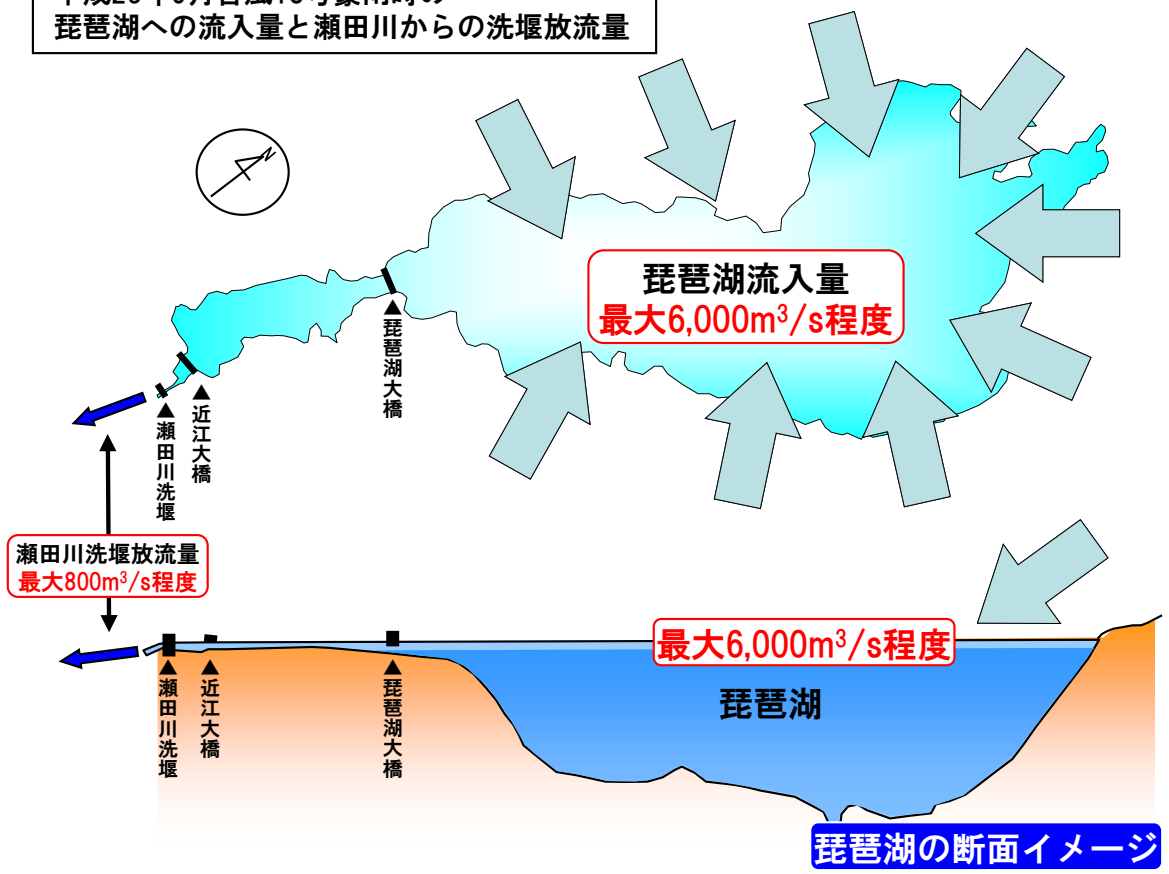 琵琶湖への流入量と瀬田川からの洗堰放流量
N
琵琶湖流入量
最大6,000m³/s程度
▲琵琶湖大橋
▲近江大橋
▲瀬田川洗堰
瀬田川洗堰放流量
最大800m³/s程度
最大6,000m³/s程度
琵琶湖
▲瀬田川洗堰
▲近江大橋
▲琵琶湖大橋
琵琶湖の断面イメージ